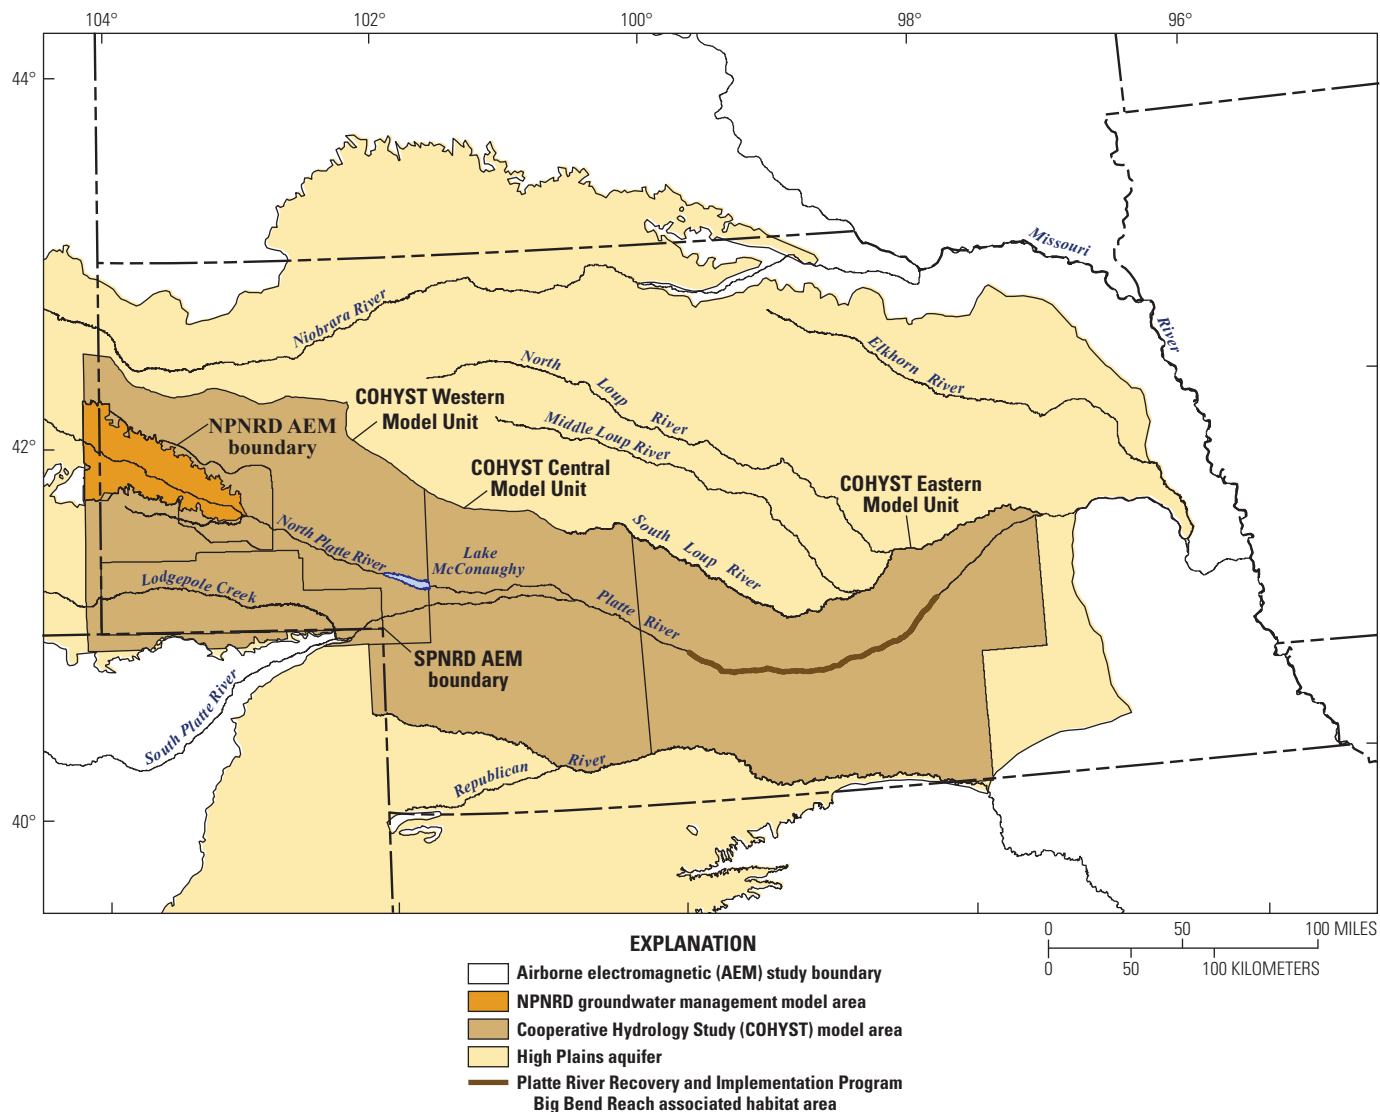 104°
102°
100°
98°
96°
44°
42°
40°
Missouri
River
Niobrara River
Elkhorn River
North
Loup
River
Middle Loup River
COHYST Western
Model Unit
NPNRD AEM
boundary
COHYST Central
Model Unit
COHYST Eastern
Model Unit
North Platte River
Lake
McConaughy
South Loup River
Lodgepole Creek
Platte
River
SPNRD AEM
boundary
South Platte River
Republican
River
0 50 100 MILES
0 50 100 KILOMETERS
EXPLANATION
Airborne electromagnetic (AEM) study boundary
NPNRD groundwater management model area
Cooperative Hydrology Study (COHYST) model area
High Plains aquifer
Platte River Recovery and Implementation Program
Big Bend Reach associated habitat area